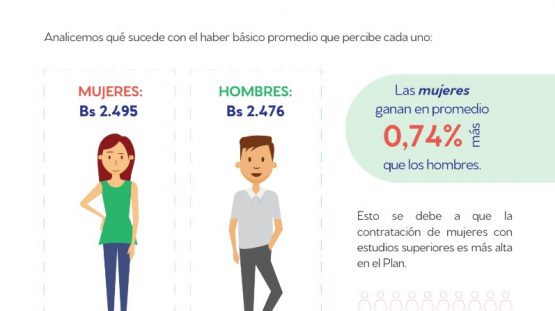 Analicemos qué sucede con el haber básico promedio que percibe cada uno:
MUJERES:
Bs 2.495
HOMBRES:
Bs 2.476
Las mujeres
ganan en promedio
0,74% más
que los hombres.
Esto se debe a que la
contratación de mujeres con
estudios superiores es más alta
en el Plan.